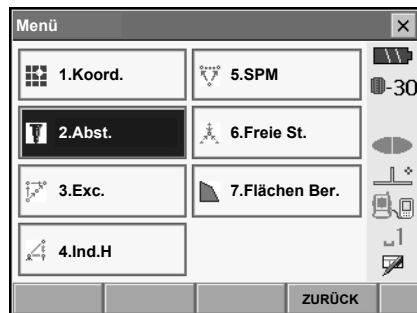 Menü
1.Koord.
5.SPM
2.Abst.
6.Freie St.
3.Exc.
7.Flächen Ber.
4.Ind.H
-30
1
ZURÜCK